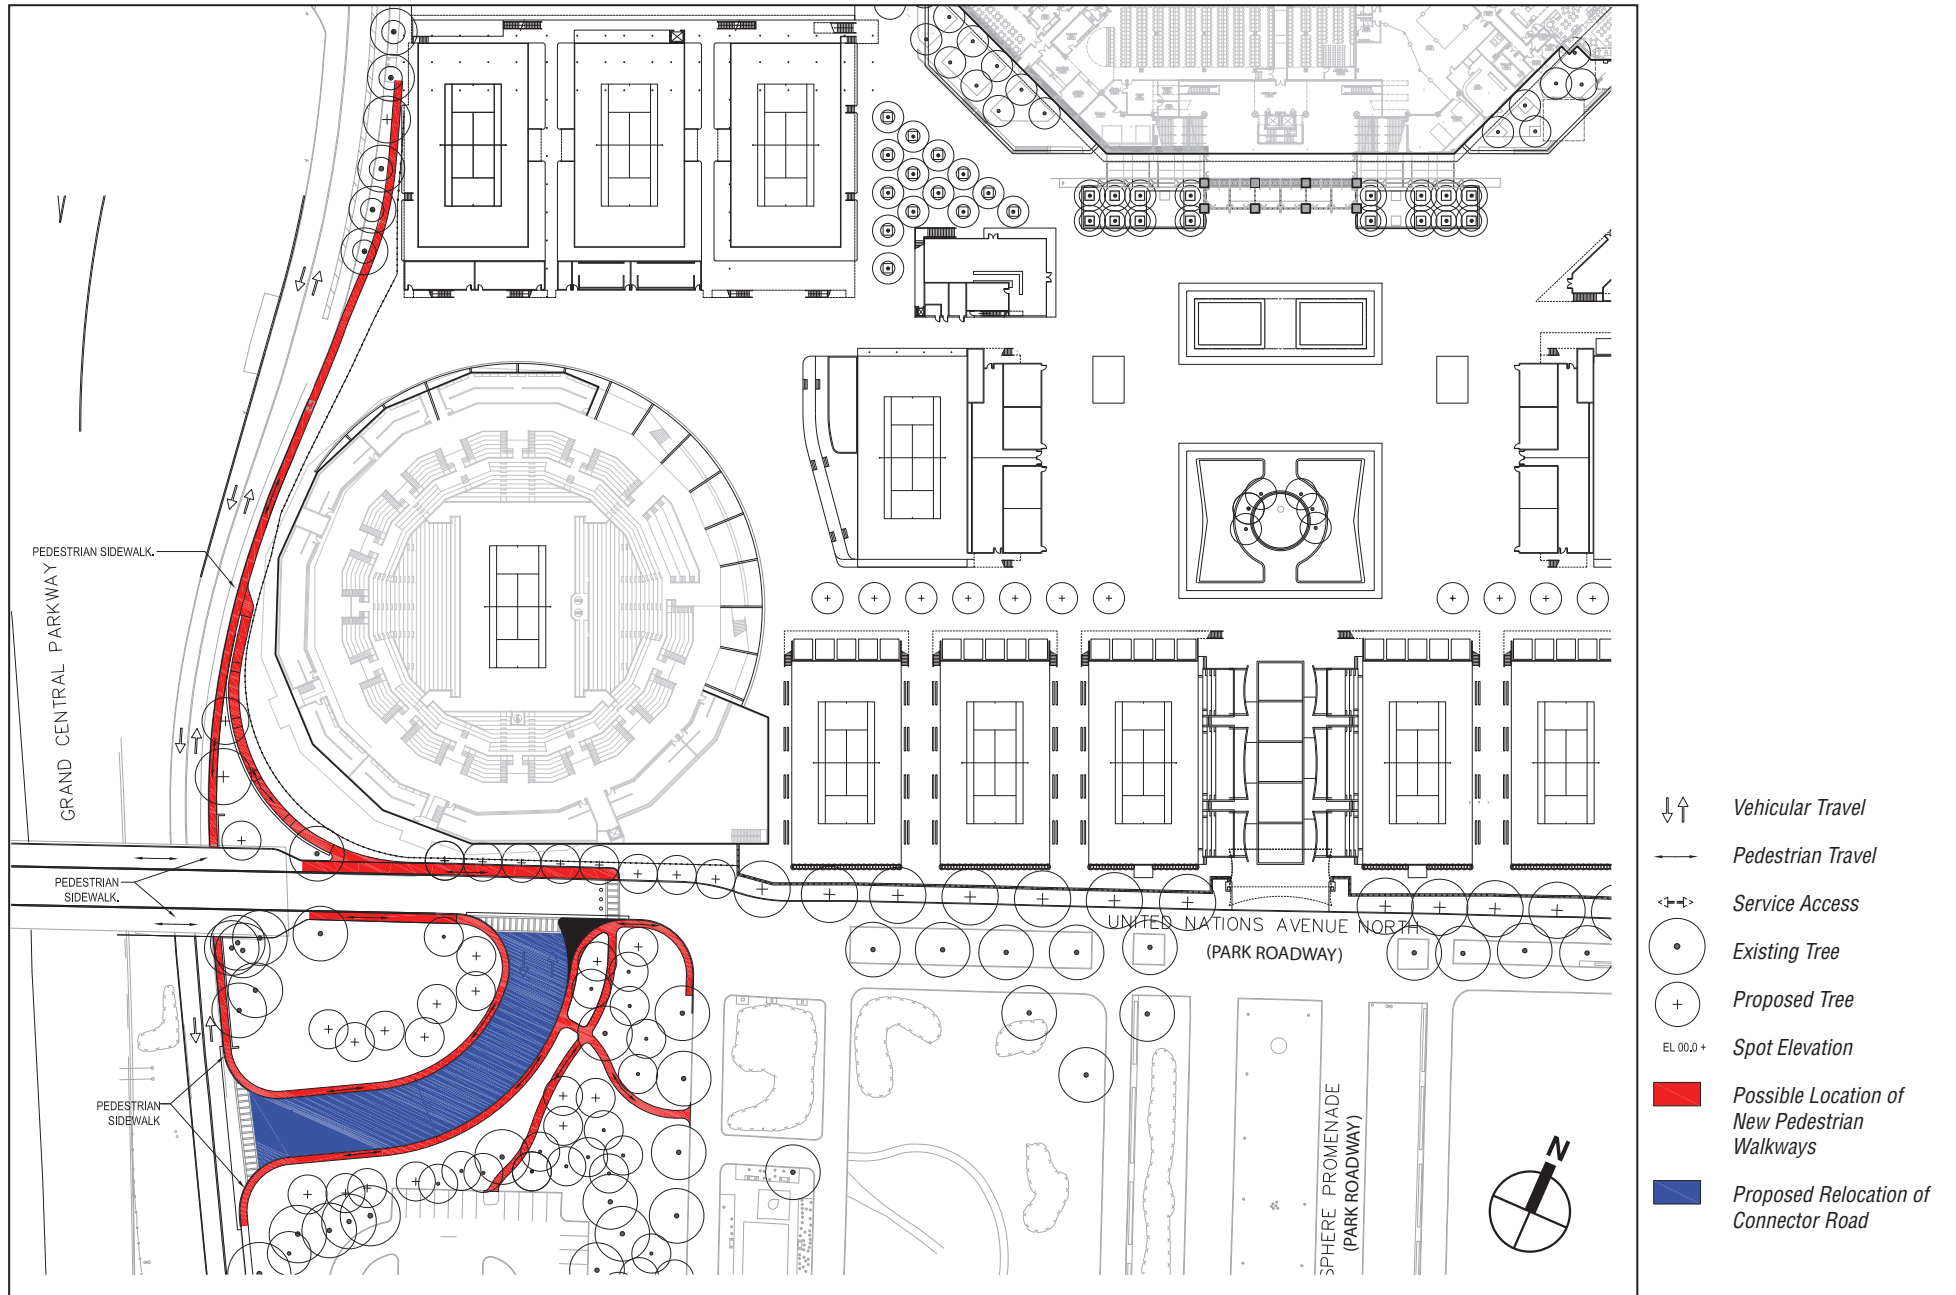 PEDESTRIAN SIDEWALK.
GRAND CENTRAL PARKWAY
PEDESTRIAN
SIDEWALK.
PEDESTRIAN
SIDEWALK
UNITED NATIONS AVENUE NORTH
(PARK ROADWAY)
SPHERE PROMENADE
(PARK ROADWAY)
N
Vehicular Travel
Pedestrian Travel
Service Access
Existing Tree
Proposed Tree
EL 00.0 + Spot Elevation
Possible Location of
New Pedestrian
Walkways
Proposed Relocation of
Connector Road